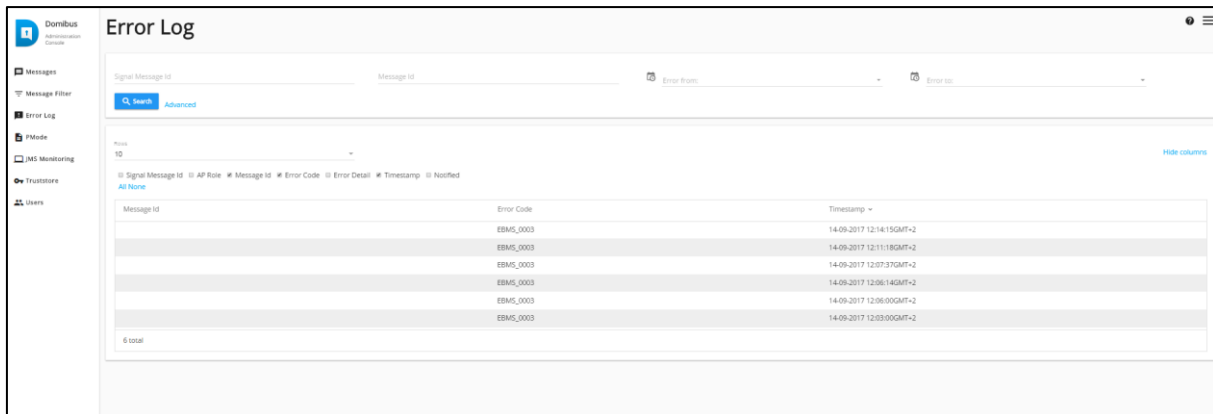 Domibus
Administration
Console
Messages
Message Filter
Error Log
PMode
JMS Monitoring
Truststore
Users
Error Log
Signal Message Id Message Id Error from: Error to:
Search Advanced
Rows
10
Hide columns
Signal Message Id AP Role Message Id Error Code Error Detail Timestamp Notified
All None
Message Id Error Code Timestamp
EBMS_0003 14-09-2017 12:14:15GMT+2
EBMS_0003 14-09-2017 12:11:18GMT+2
EBMS_0003 14-09-2017 12:07:37GMT+2
EBMS_0003 14-09-2017 12:06:14GMT+2
EBMS_0003 14-09-2017 12:06:00GMT+2
EBMS_0003 14-09-2017 12:03:00GMT+2
6 total